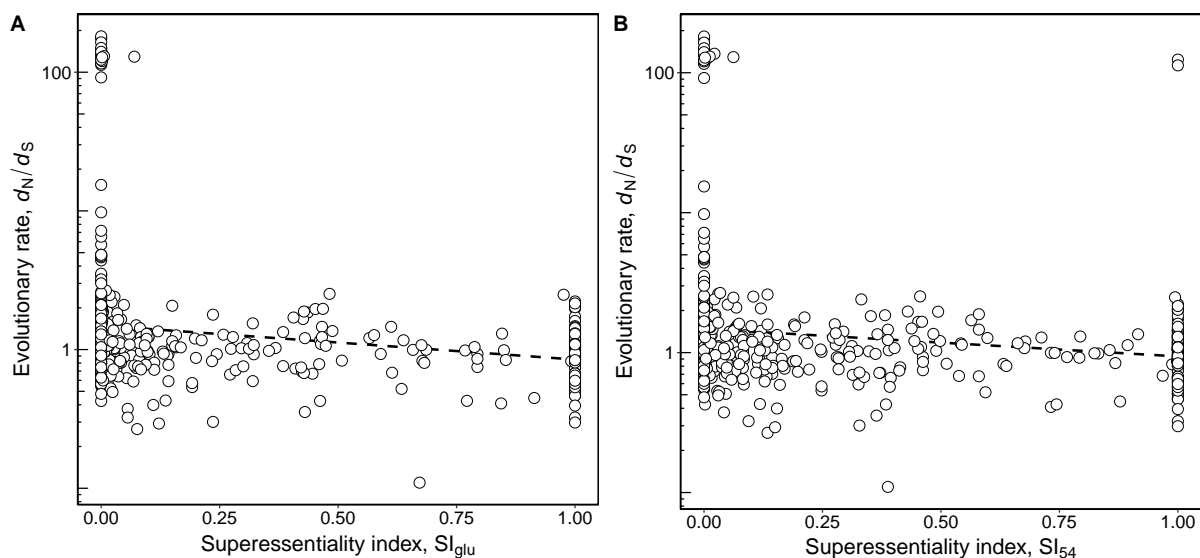 A
Evolutionary rate, dN/dS
100
1
0.00 0.25 0.50 0.75 1.00
Superessentiality index, SIglu
B
Evolutionary rate, dN/dS
100
1
0.00 0.25 0.50 0.75 1.00
Superessentiality index, SI54